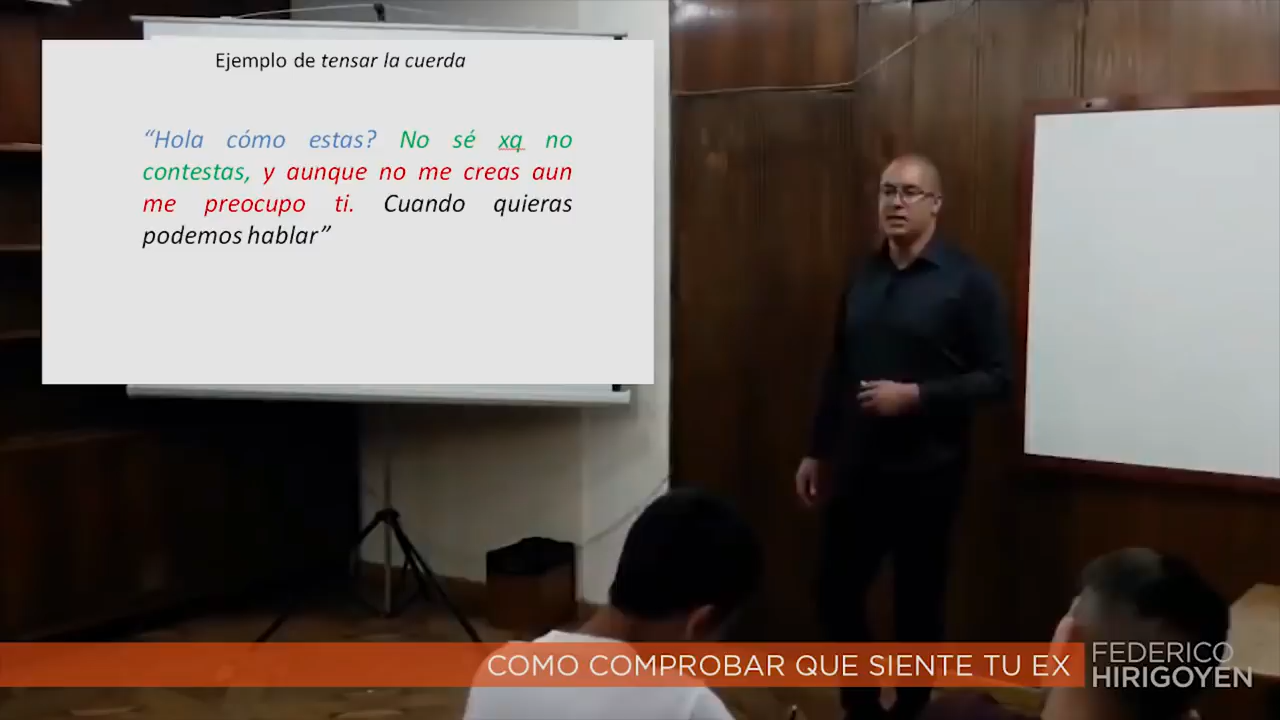 Ejemplo de tensar la cuerda
“Hola cómo estas? No sé xq no
contestas, y aunque no me creas aun
me preocupo ti. Cuando quieras
podemos hablar”
COMO COMPROBAR QUE SIENTE TU EX
FEDERICO
HIRIGOYEN